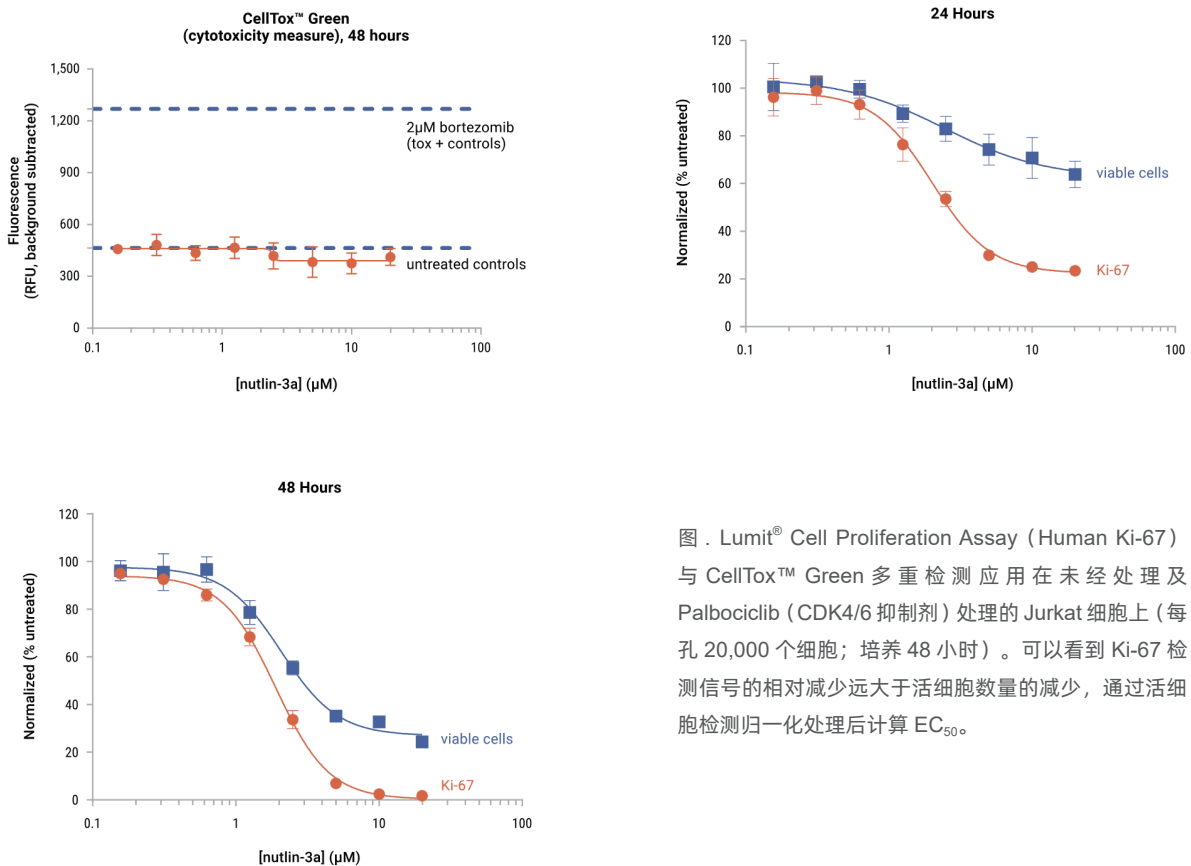 CellTox™ Green
(cytotoxicity measure), 48 hours
Fluorescence
(RFU, background subtracted)
1,500
1,200
900
600
300
0
2µM bortezomib
(tox + controls)
untreated controls
0.1
1
10
100
[nutlin-3a] (µM)
24 Hours
Normalized (% untreated)
120
100
80
60
40
20
0
viable cells
Ki-67
0.1
1
10
100
[nutlin-3a] (µM)
48 Hours
Normalized (% untreated)
120
100
80
60
40
20
0
viable cells
Ki-67
0.1
1
10
100
[nutlin-3a] (µM)
图 . Lumit® Cell Proliferation Assay（Human Ki-67）
与 CellTox™ Green 多重检测应用在未经处理及
Palbociclib（CDK4/6 抑制剂）处理的 Jurkat 细胞上（每
孔 20,000 个细胞；培养 48 小时）。可以看到 Ki-67 检
测信号的相对减少远大于活细胞数量的减少，通过活细
胞检测归一化处理后计算 EC₅₀。